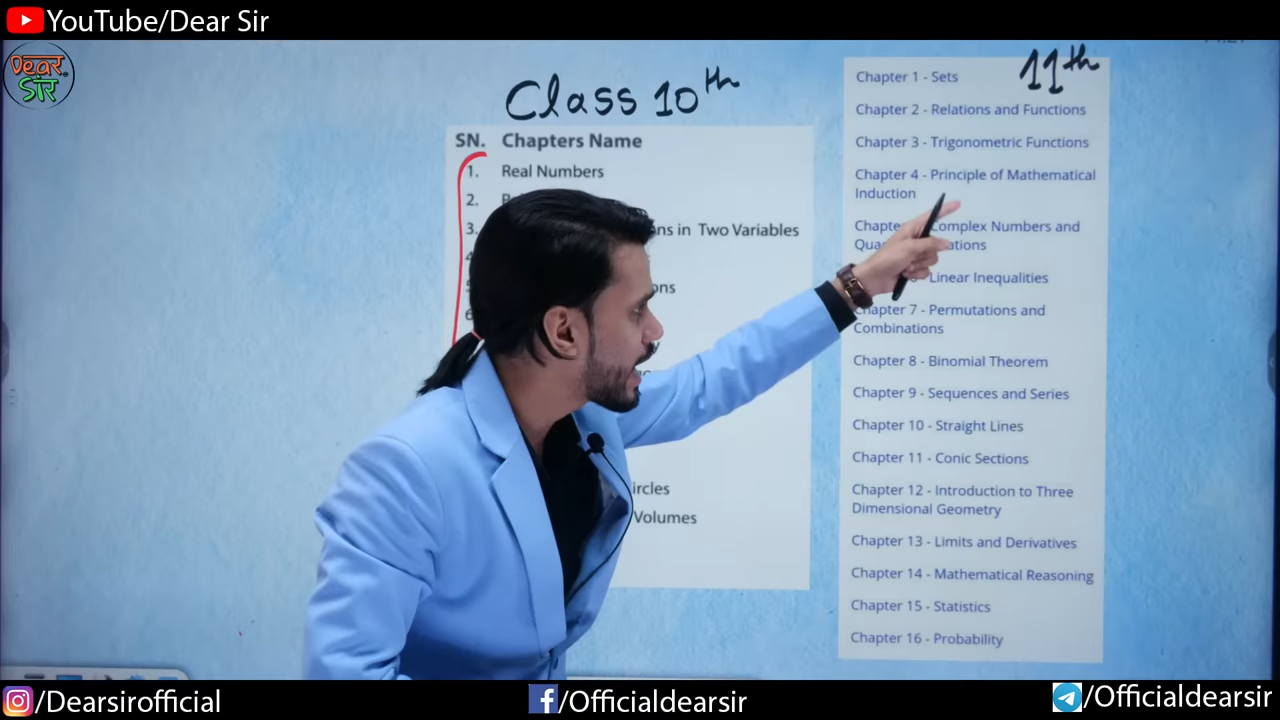 YouTube/Dear Sir
Dear
Sir
Class 10th
SN. Chapters Name
1. Real Numbers
2.
3. ns in Two Variables
ons
ircles
Volumes
11th
Chapter 1 - Sets
Chapter 2 - Relations and Functions
Chapter 3 - Trigonometric Functions
Chapter 4 - Principle of Mathematical
Induction
Numbers and
Linear Inequalities
Chapter 7 - Permutations and
Combinations
Chapter 8 - Binomial Theorem
Chapter 9 - Sequences and Series
Chapter 10 - Straight Lines
Chapter 11 - Conic Sections
Chapter 12 - Introduction to Three
Dimensional Geometry
Chapter 13 - Limits and Derivatives
Chapter 14 - Mathematical Reasoning
Chapter 15 - Statistics
Chapter 16 - Probability
/Dearsirofficial
/Officialdearsir
/Officialdearsir